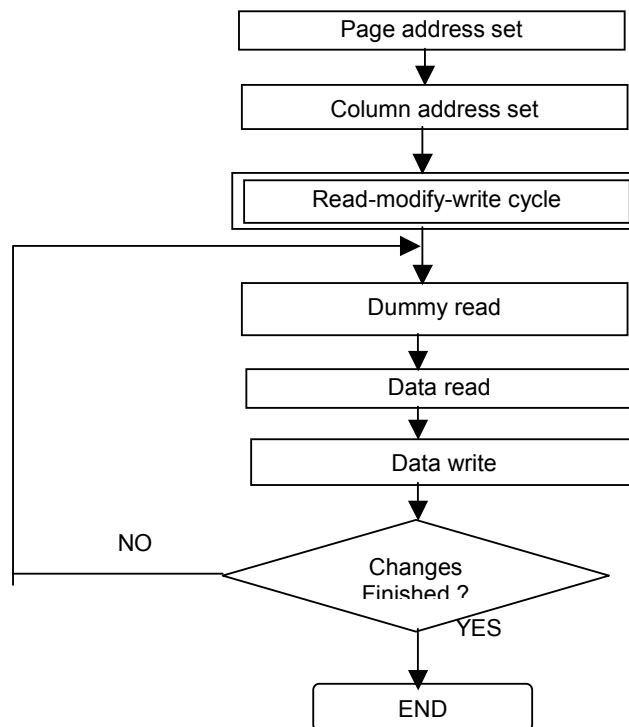 Page address set
Column address set
Read-modify-write cycle
Dummy read
Data read
Data write
NO
Changes
Finished ?
YES
END